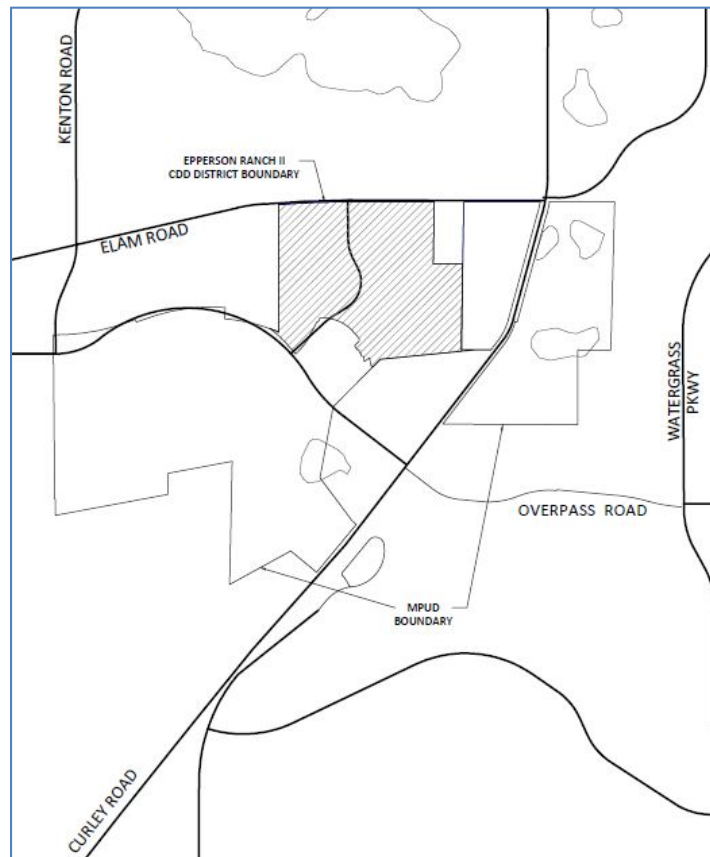 KENTON ROAD
EPPERSON RANCH II
CDD DISTRICT BOUNDARY
ELAM ROAD
WATERGRASS
PKWY
OVERPASS ROAD
MPUD
BOUNDARY
CURLEY ROAD